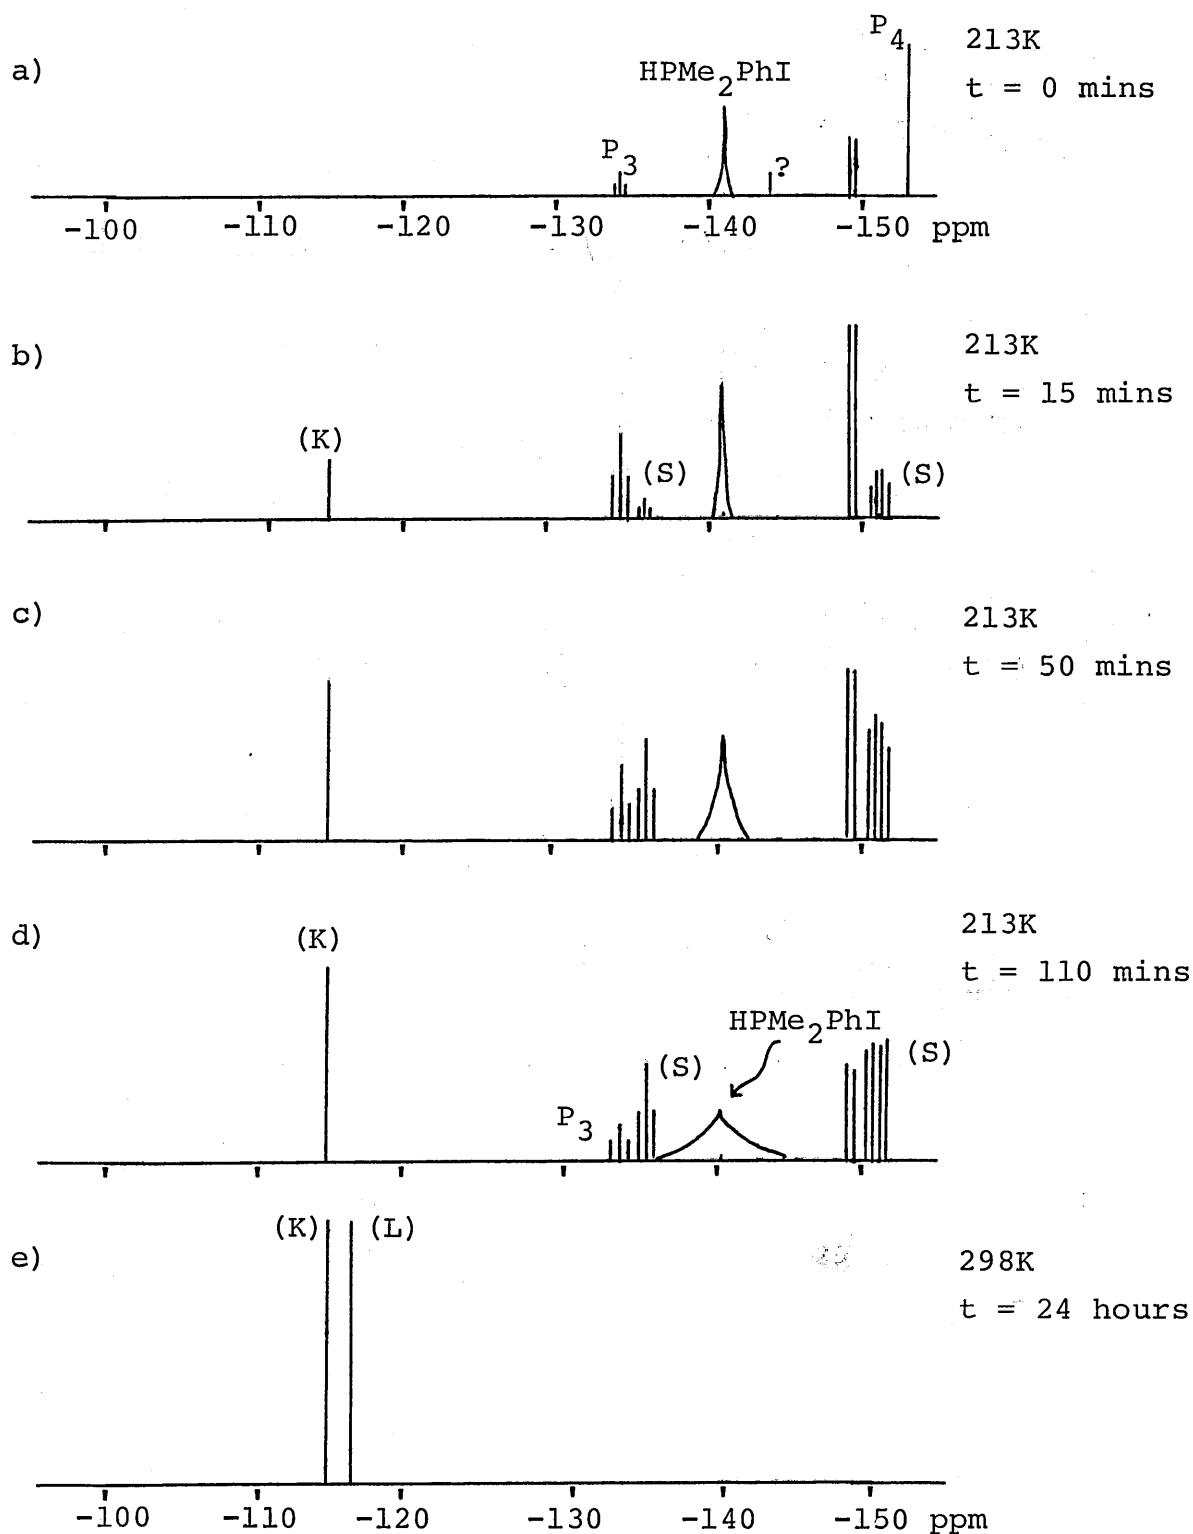 a)
P4
213K
t = 0 mins
HPMe2PhI
P3
?
-100 -110 -120 -130 -140 -150 ppm
b)
213K
t = 15 mins
(K)
(S)
(S)
c)
213K
t = 50 mins
d)
213K
t = 110 mins
(K)
HPMe2PhI
(S)
(S)
P3
e)
(K)
(L)
298K
t = 24 hours
-100 -110 -120 -130 -140 -150 ppm